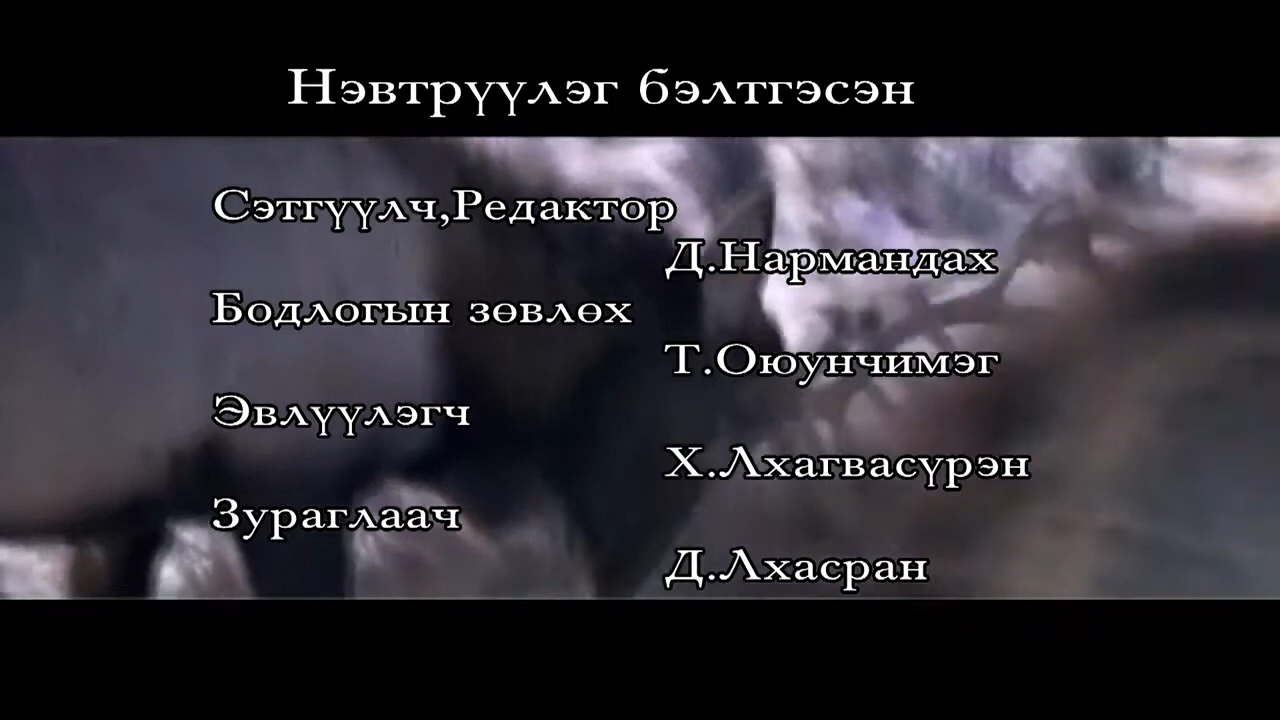 Нэвтрүүлэг бэлтгэсэн
Сэтгүүлч,Редактор
Д.Нармандах
Бодлогын зөвлөх
Т.Оюунчимэг
Эвлүүлэгч
Х.Лхагвасүрэн
Зураглаач
Д.Лхасран